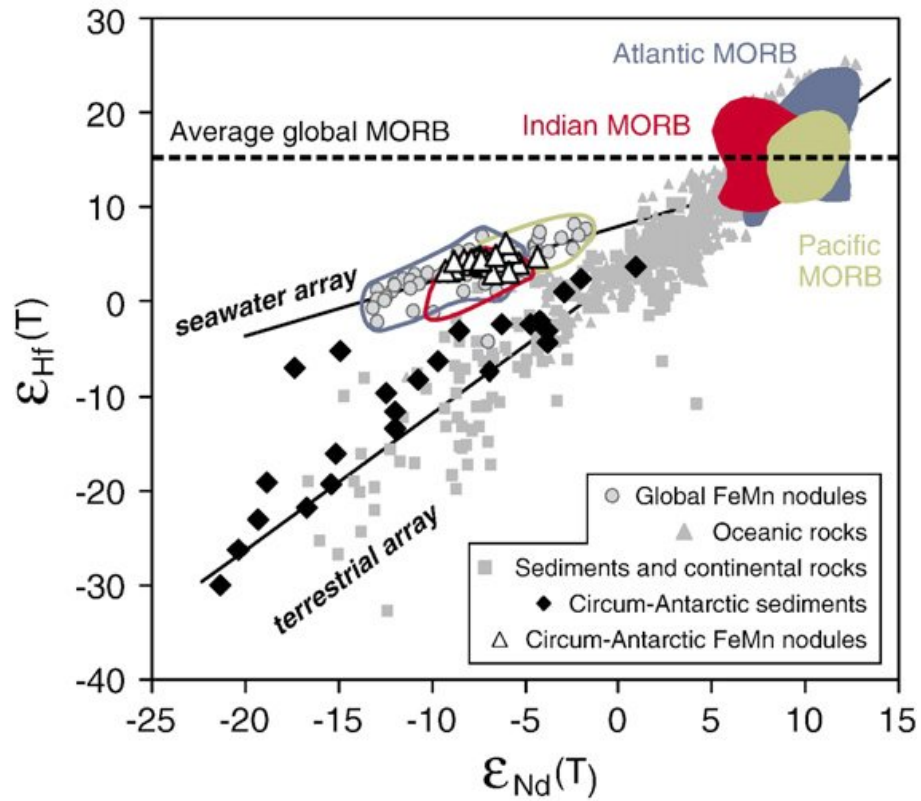 30
20
10
0
-10
-20
-30
-40
εHf(T)
-25 -20 -15 -10 -5 0 5 10 15
εNd(T)
Atlantic MORB
Average global MORB
Indian MORB
Pacific
MORB
seawater array
terrestrial array
Global FeMn nodules
Oceanic rocks
Sediments and continental rocks
Circum-Antarctic sediments
Circum-Antarctic FeMn nodules